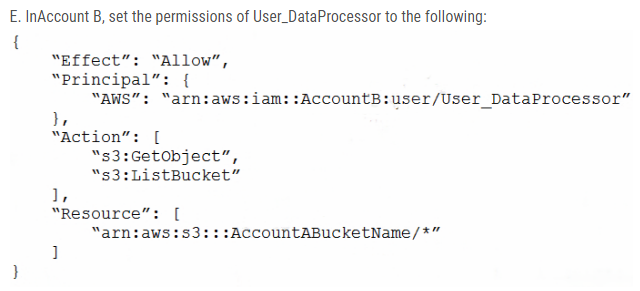 E. InAccount B, set the permissions of User_DataProcessor to the following:
{
"Effect": "Allow",
"Principal": {
"AWS": "arn:aws:iam::AccountB:user/User_DataProcessor"
},
"Action": [
"s3:GetObject",
"s3:ListBucket"
],
"Resource": [
"arn:aws:s3:::AccountABucketName/*"
]
}